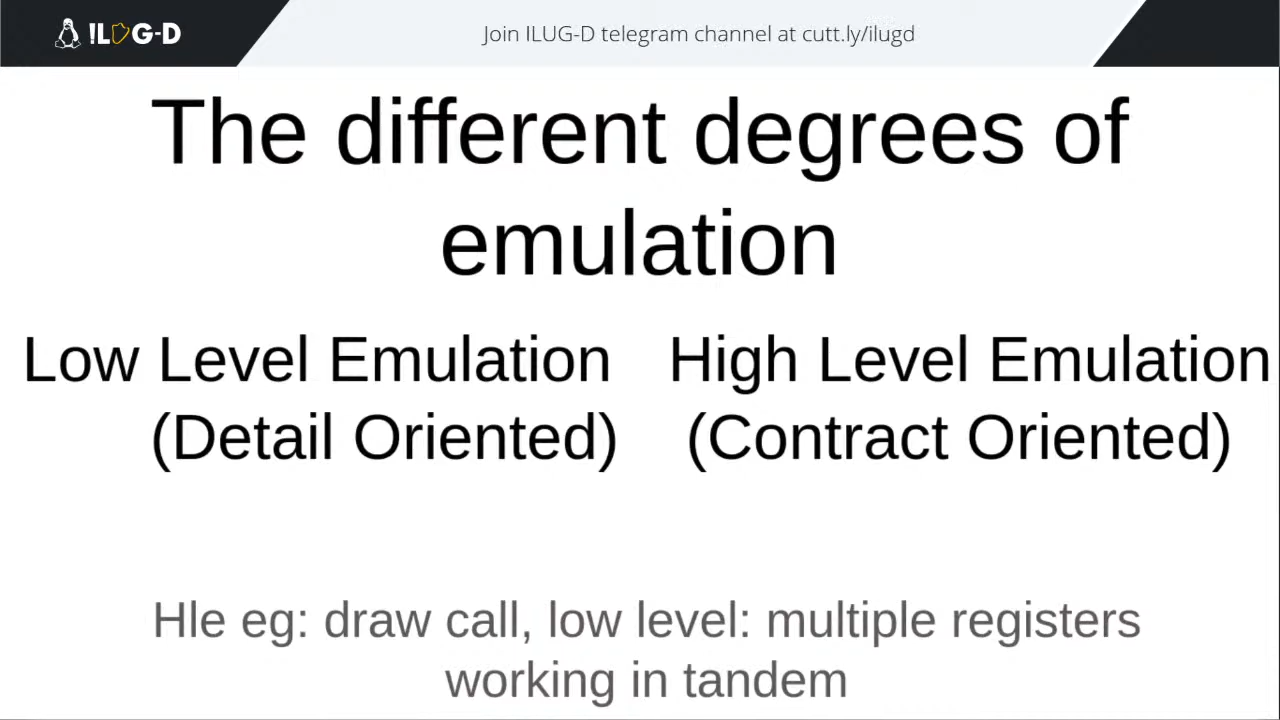 ILUG-D
Join ILUG-D telegram channel at cutt.ly/ilugd
The different degrees of
emulation
Low Level Emulation
(Detail Oriented)
High Level Emulation
(Contract Oriented)
Hle eg: draw call, low level: multiple registers
working in tandem